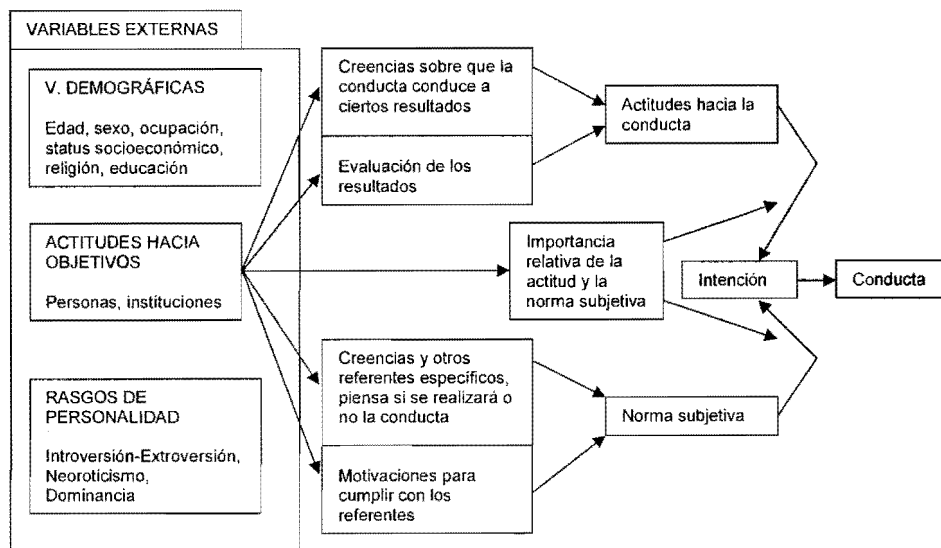 VARIABLES EXTERNAS
V. DEMOGRÁFICAS
Edad, sexo, ocupación,
status socioeconómico,
religión, educación
ACTITUDES HACIA
OBJETIVOS
Personas, instituciones
RASGOS DE
PERSONALIDAD
Introversión-Extroversión,
Neoroticismo,
Dominancia
Creencias sobre que la
conducta conduce a
ciertos resultados
Evaluación de los
resultados
Importancia
relativa de la
actitud y la
norma subjetiva
Creencias y otros
referentes específicos,
piensa si se realizará o
no la conducta
Motivaciones para
cumplir con los
referentes
Actitudes hacia la
conducta
Norma subjetiva
Intención
Conducta